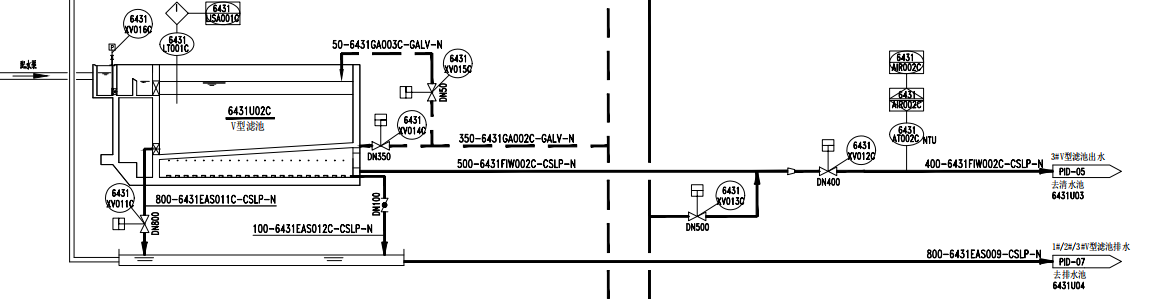 6431
XV016C
6431
LISA001C
6431
LT001C
50-6431GA003C-GALV-N
6431
XV015C
DN50
配水渠
6431U02C
V型滤池
6431
XV014C
DN350
350-6431GA002C-GALV-N
500-6431FIW002C-CSLP-N
6431
AIR002C
6431
AIR002C
6431
AT002C
NTU
6431
XV012C
DN400
400-6431FIW002C-CSLP-N
3#V型滤池出水
PID-05
去清水池
6431U03
6431
XV011C
DN800
800-6431EAS011C-CSLP-N
DN100
100-6431EAS012C-CSLP-N
6431
XV013C
DN500
800-6431EAS009-CSLP-N
1#/2#/3#V型滤池排水
PID-07
去排水池
6431U04